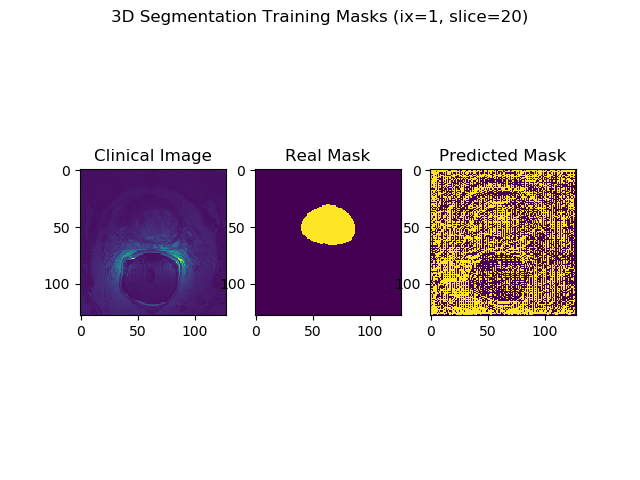 3D Segmentation Training Masks (ix=1, slice=20)
Clinical Image Real Mask Predicted Mask
0 0 0
50 50 50
100 100 100
0 50 100 0 50 100 0 50 100